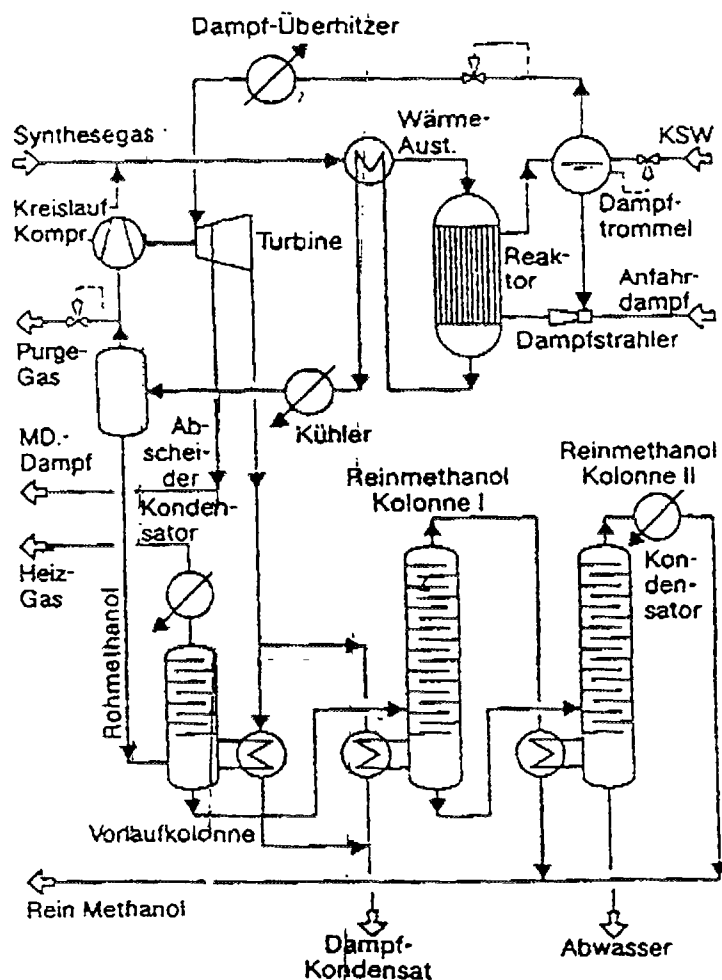 Dampf-Überhitzer
Synthesegas
Wärme-
Aust.
KSW
Kreislauf
Kompr.
Turbine
Reak-
tor
Dampf-
trommel
Anfahr-
dampf
Dampfstrahler
Purge-
Gas
Kühler
MD.-
Dampf
Ab-
schei-
der
Konden-
sator
Heiz-
Gas
Reinmethanol
Kolonne I
Reinmethanol
Kolonne II
Kon-
den-
sator
Rohmethanol
Vorlaufkolonne
Rein Methanol
Dampf-
Kondensat
Abwasser